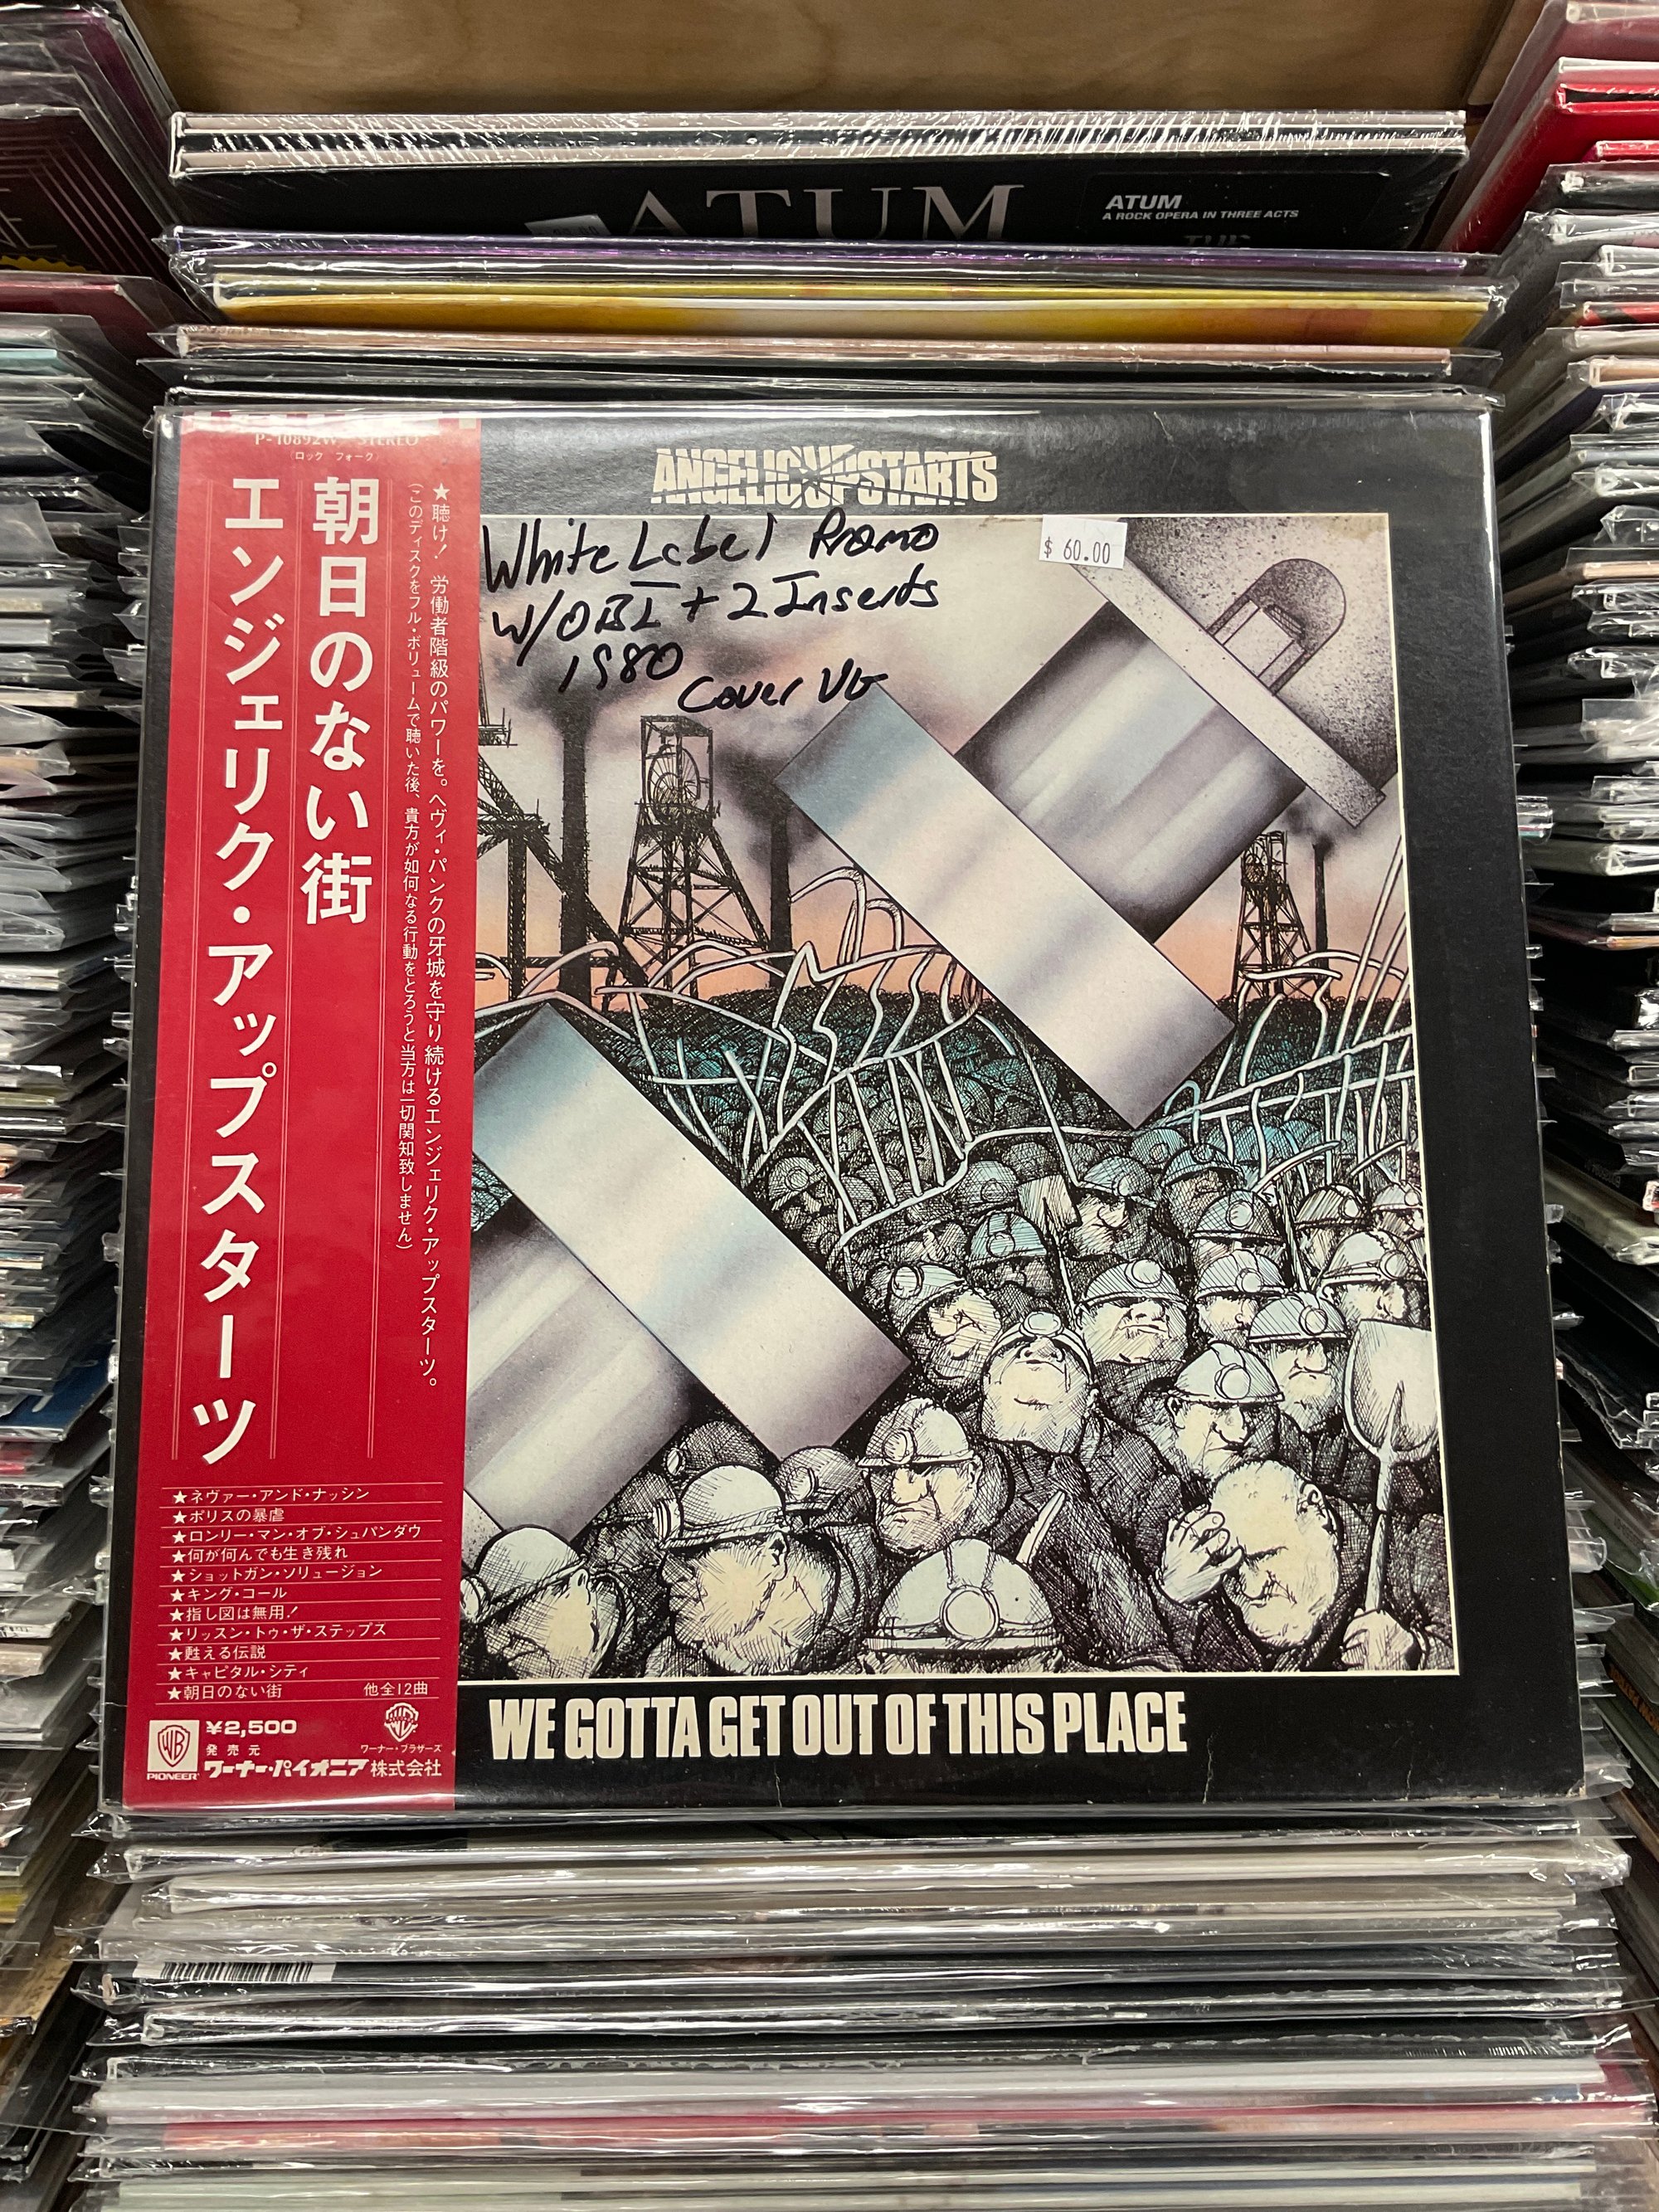 ATUM
ATUM
A ROCK OPERA IN THREE ACTS
P-10892W STEREO
(ロック フォーク)
ANGELIC UPSTARTS
$ 60.00
White Label Promo
W/OBI + 2 Inserts
1980
Cover VG
★聴け！ 労働者階級のパワーを。ヘヴィ・パンクの牙城を守り続けるエンジェリク・アップスターツ。
(このディスクをフル・ボリュームで聴いた後、貴方が如何なる行動をとろうと当方は一切関知致しません)
朝日のない街
エンジェリク・アップスターツ
★ネヴァー・アンド・ナッシン
★ポリスの暴虐
★ロンリー・マン・オブ・シュパンダウ
★何が何んでも生き残れ
★ショットガン・ソリューション
★キング・コール
★指し図は無用！
★リッスン・トゥ・ザ・ステップス
★甦える伝説
★キャピタル・シティ
★朝日のない街 他全12曲
¥2,500
発売元
ワーナー・ブラザーズ
WB
PIONEER
ワーナー・パイオニア株式会社
WE GOTTA GET OUT OF THIS PLACE